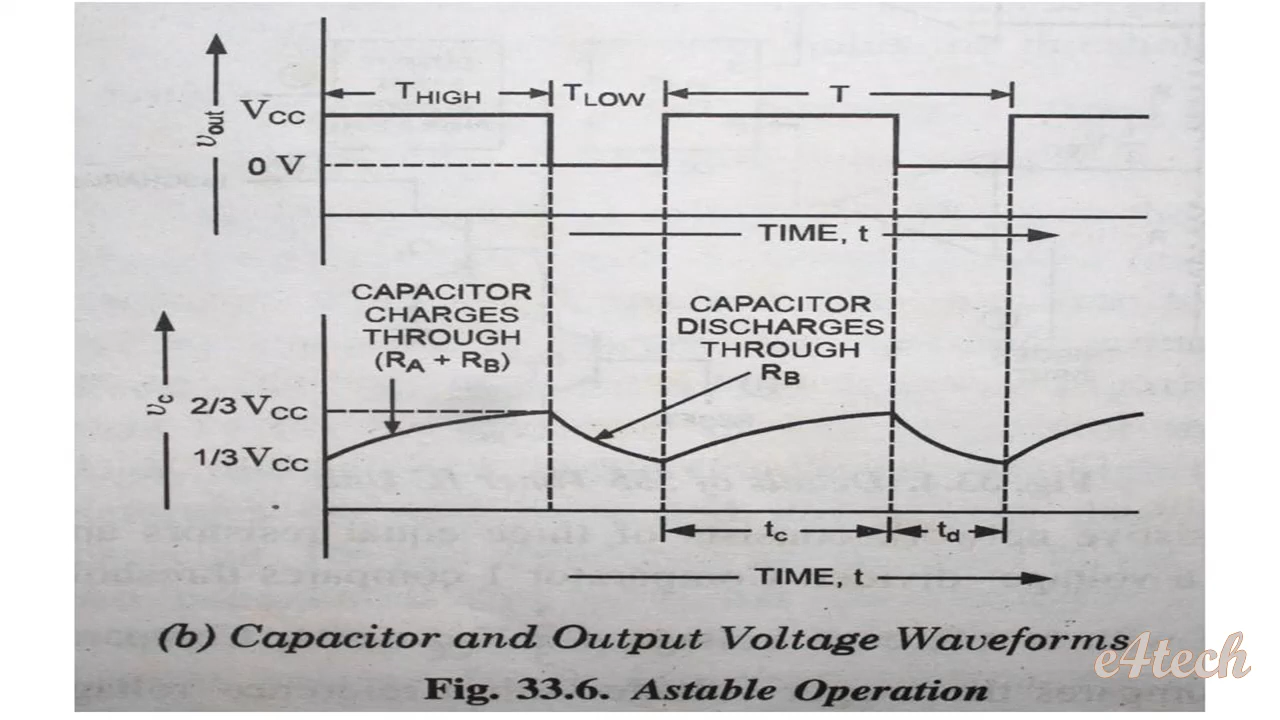 v_out
V_CC
0 V
T_HIGH
T_LOW
T
TIME, t
CAPACITOR
CHARGES
THROUGH
(R_A + R_B)
CAPACITOR
DISCHARGES
THROUGH
R_B
v_c
2/3 V_CC
1/3 V_CC
t_c
t_d
TIME, t
(b) Capacitor and Output Voltage Waveforms
Fig. 33.6. Astable Operation
e4tech